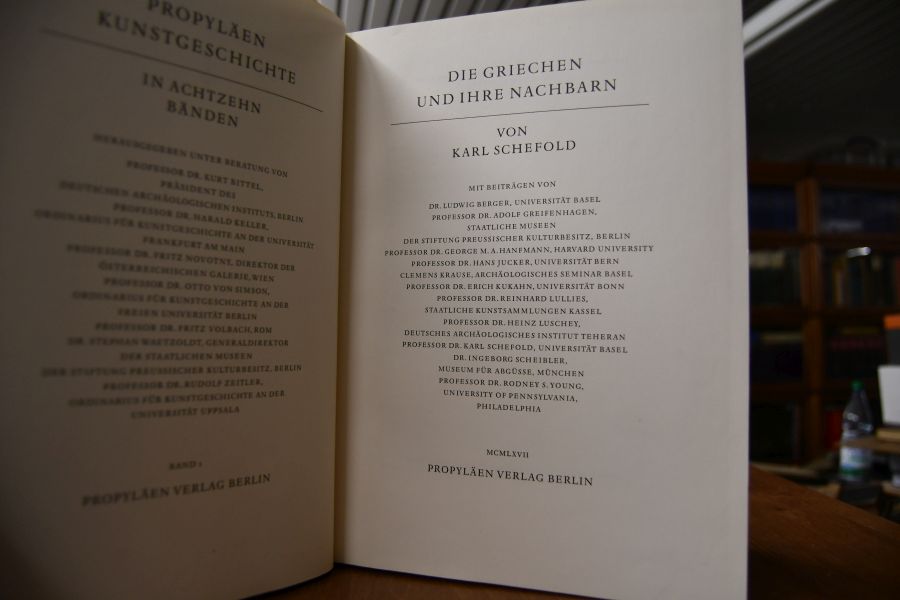 PROPYLÄEN
KUNSTGESCHICHTE
IN ACHTZEHN
BÄNDEN
HERAUSGEGEBEN UNTER BERATUNG VON
PROFESSOR DR. KURT BITTEL,
PRÄSIDENT DES
DEUTSCHEN ARCHÄOLOGISCHEN INSTITUTS, BERLIN
PROFESSOR DR. HARALD KELLER,
ORDINARIUS FÜR KUNSTGESCHICHTE AN DER UNIVERSITÄT
FRANKFURT AM MAIN
PROFESSOR DR. FRITZ NOVOTNY, DIREKTOR DER
ÖSTERREICHISCHEN GALERIE, WIEN
PROFESSOR DR. OTTO VON SIMSON,
ORDINARIUS FÜR KUNSTGESCHICHTE AN DER
FREIEN UNIVERSITÄT BERLIN
PROFESSOR DR. FRITZ VOLBACH, ROM
DR. STEPHAN WAETZOLDT, GENERALDIREKTOR
DER STAATLICHEN MUSEEN
DER STIFTUNG PREUSSISCHER KULTURBESITZ, BERLIN
PROFESSOR DR. RUDOLF ZEITLER,
ORDINARIUS FÜR KUNSTGESCHICHTE AN DER
UNIVERSITÄT UPPSALA
BAND 1
PROPYLÄEN VERLAG BERLIN
DIE GRIECHEN
UND IHRE NACHBARN
VON
KARL SCHEFOLD
MIT BEITRÄGEN VON
DR. LUDWIG BERGER, UNIVERSITÄT BASEL
PROFESSOR DR. ADOLF GREIFENHAGEN,
STAATLICHE MUSEEN
DER STIFTUNG PREUSSISCHER KULTURBESITZ, BERLIN
PROFESSOR DR. GEORGE M. A. HANFMANN, HARVARD UNIVERSITY
PROFESSOR DR. HANS JUCKER, UNIVERSITÄT BERN
CLEMENS KRAUSE, ARCHÄOLOGISCHES SEMINAR BASEL
PROFESSOR DR. ERICH KUKAHN, UNIVERSITÄT BONN
PROFESSOR DR. REINHARD LULLIES,
STAATLICHE KUNSTSAMMLUNGEN KASSEL
PROFESSOR DR. HEINZ LUSCHEY,
DEUTSCHES ARCHÄOLOGISCHES INSTITUT TEHERAN
PROFESSOR DR. KARL SCHEFOLD, UNIVERSITÄT BASEL
DR. INGEBORG SCHEIBLER,
MUSEUM FÜR ABGÜSSE, MÜNCHEN
PROFESSOR DR. RODNEY S. YOUNG,
UNIVERSITY OF PENNSYLVANIA,
PHILADELPHIA
MCMLXVII
PROPYLÄEN VERLAG BERLIN